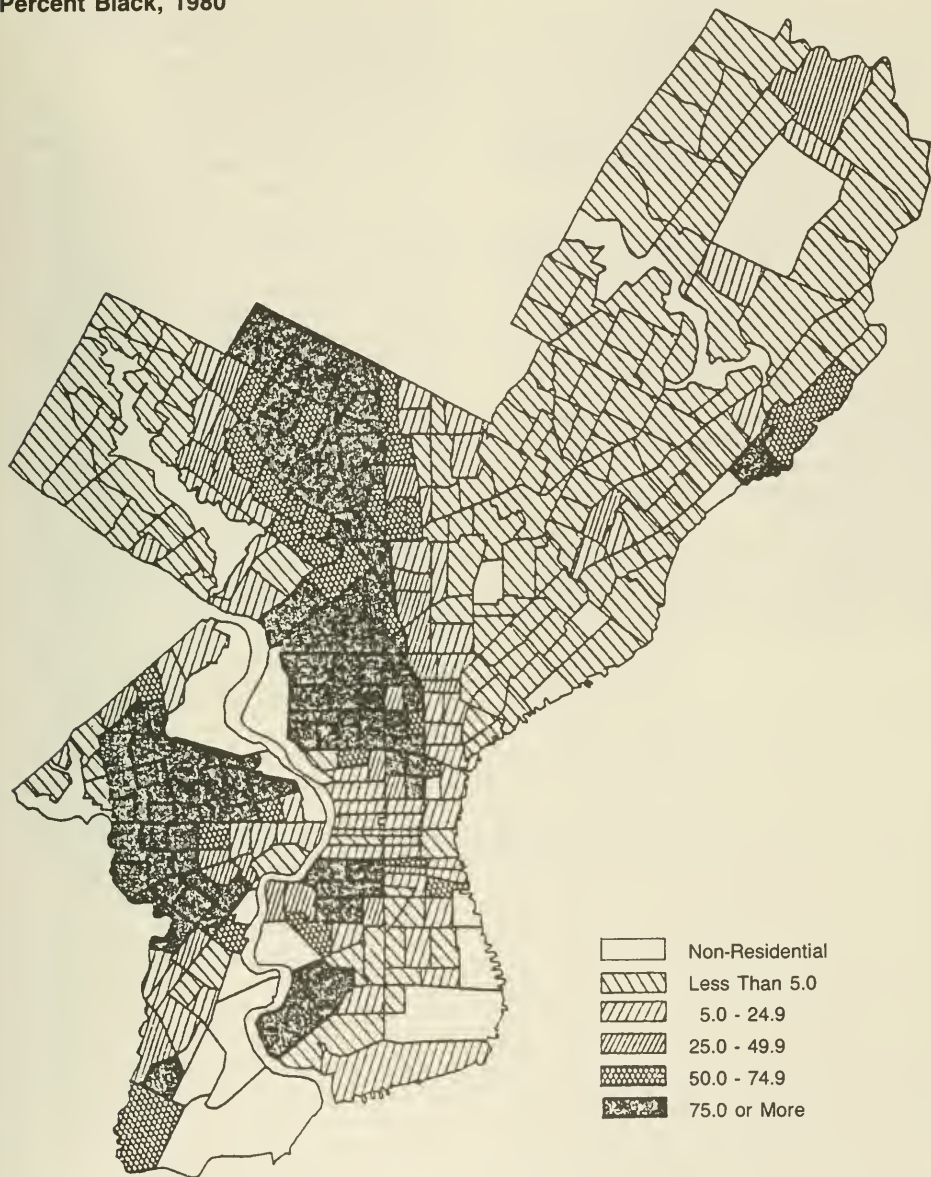 Percent Black, 1980
Non-Residential
Less Than 5.0
5.0 - 24.9
25.0 - 49.9
50.0 - 74.9
75.0 or More